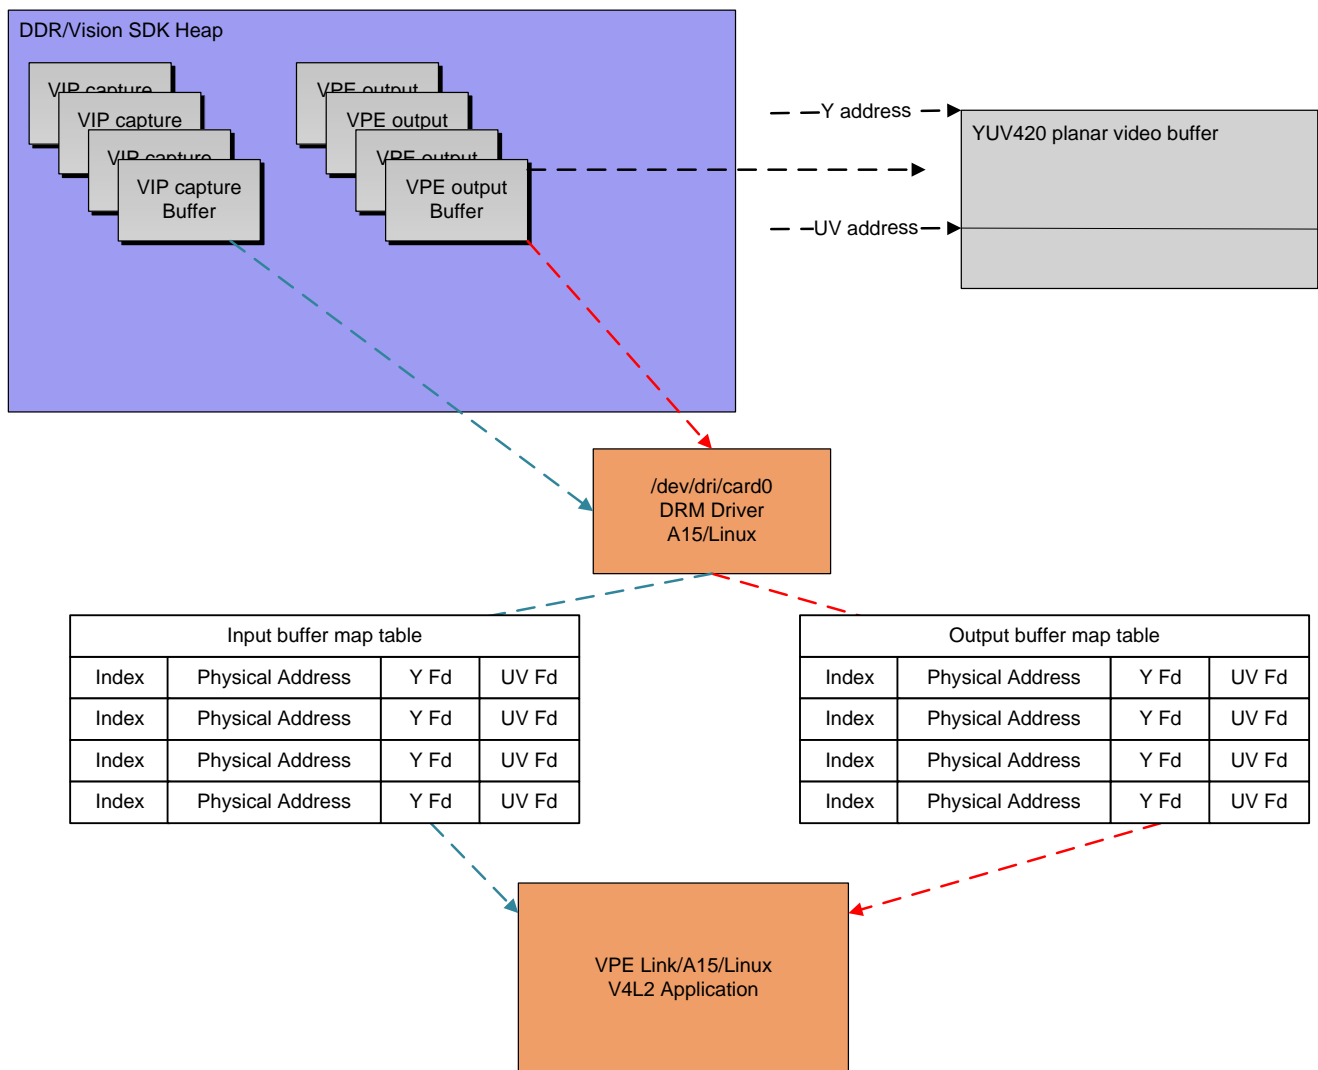 DDR/Vision SDK Heap
VIP capture
VIP capture
VIP capture
VIP capture
Buffer
VPE output
VPE output
VPE output
VPE output
Buffer
Y address
UV address
YUV420 planar video buffer
/dev/dri/card0
DRM Driver
A15/Linux
Input buffer map table
Index Physical Address Y Fd UV Fd
Index Physical Address Y Fd UV Fd
Index Physical Address Y Fd UV Fd
Index Physical Address Y Fd UV Fd
Output buffer map table
Index Physical Address Y Fd UV Fd
Index Physical Address Y Fd UV Fd
Index Physical Address Y Fd UV Fd
Index Physical Address Y Fd UV Fd
VPE Link/A15/Linux
V4L2 Application